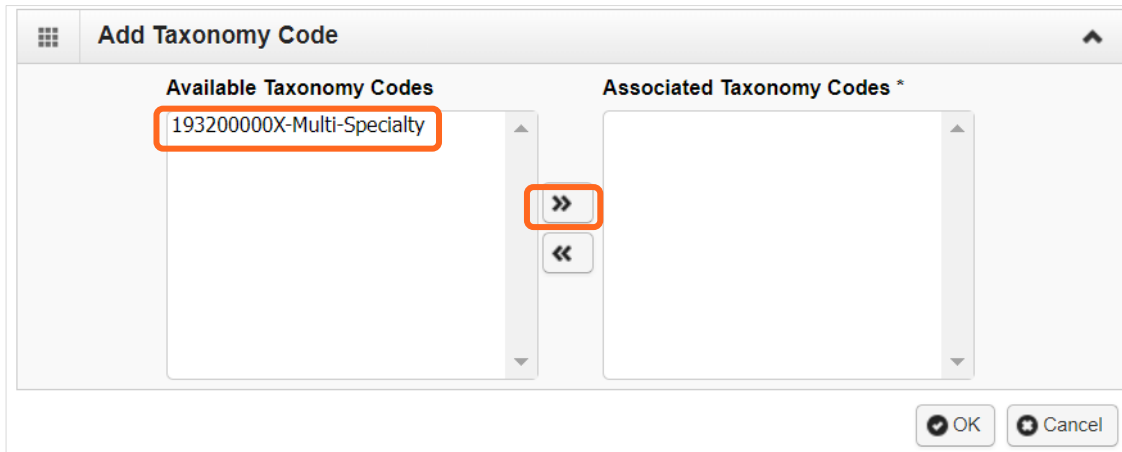 Add Taxonomy Code
Available Taxonomy Codes
Associated Taxonomy Codes *
193200000X-Multi-Specialty
»
«
OK
Cancel